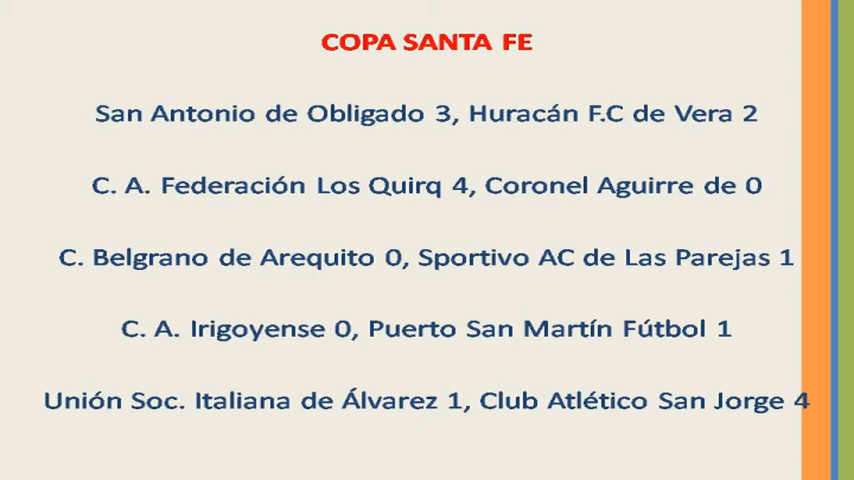 COPA SANTA FE
San Antonio de Obligado 3, Huracán F.C de Vera 2
C. A. Federación Los Quirq 4, Coronel Aguirre de 0
C. Belgrano de Arequito 0, Sportivo AC de Las Parejas 1
C. A. Irigoyense 0, Puerto San Martín Fútbol 1
Unión Soc. Italiana de Álvarez 1, Club Atlético San Jorge 4